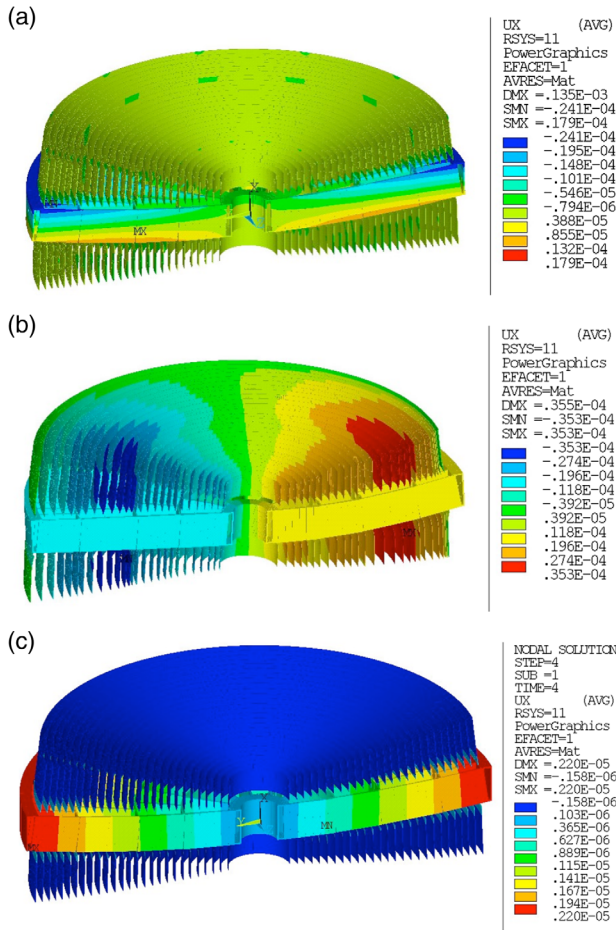 (a)
UX (AVG)
RSYS=11
PowerGraphics
EFACET=1
AVRES=Mat
DMX =.135E-03
SMN =-.241E-04
SMX =.179E-04
-.241E-04
-.195E-04
-.148E-04
-.101E-04
-.546E-05
-.794E-06
.388E-05
.855E-05
.132E-04
.179E-04
MX
(b)
UX (AVG)
RSYS=11
PowerGraphics
EFACET=1
AVRES=Mat
DMX =.355E-04
SMN =-.353E-04
SMX =.353E-04
-.353E-04
-.274E-04
-.196E-04
-.118E-04
-.392E-05
.392E-05
.118E-04
.196E-04
.274E-04
.353E-04
(c)
NODAL SOLUTION
STEP=4
SUB =1
TIME=4
UX (AVG)
RSYS=11
PowerGraphics
EFACET=1
AVRES=Mat
DMX =.220E-05
SMN =-.158E-06
SMX =.220E-05
-.158E-06
.103E-06
.365E-06
.627E-06
.889E-06
.115E-05
.141E-05
.167E-05
.194E-05
.220E-05
Y
MN